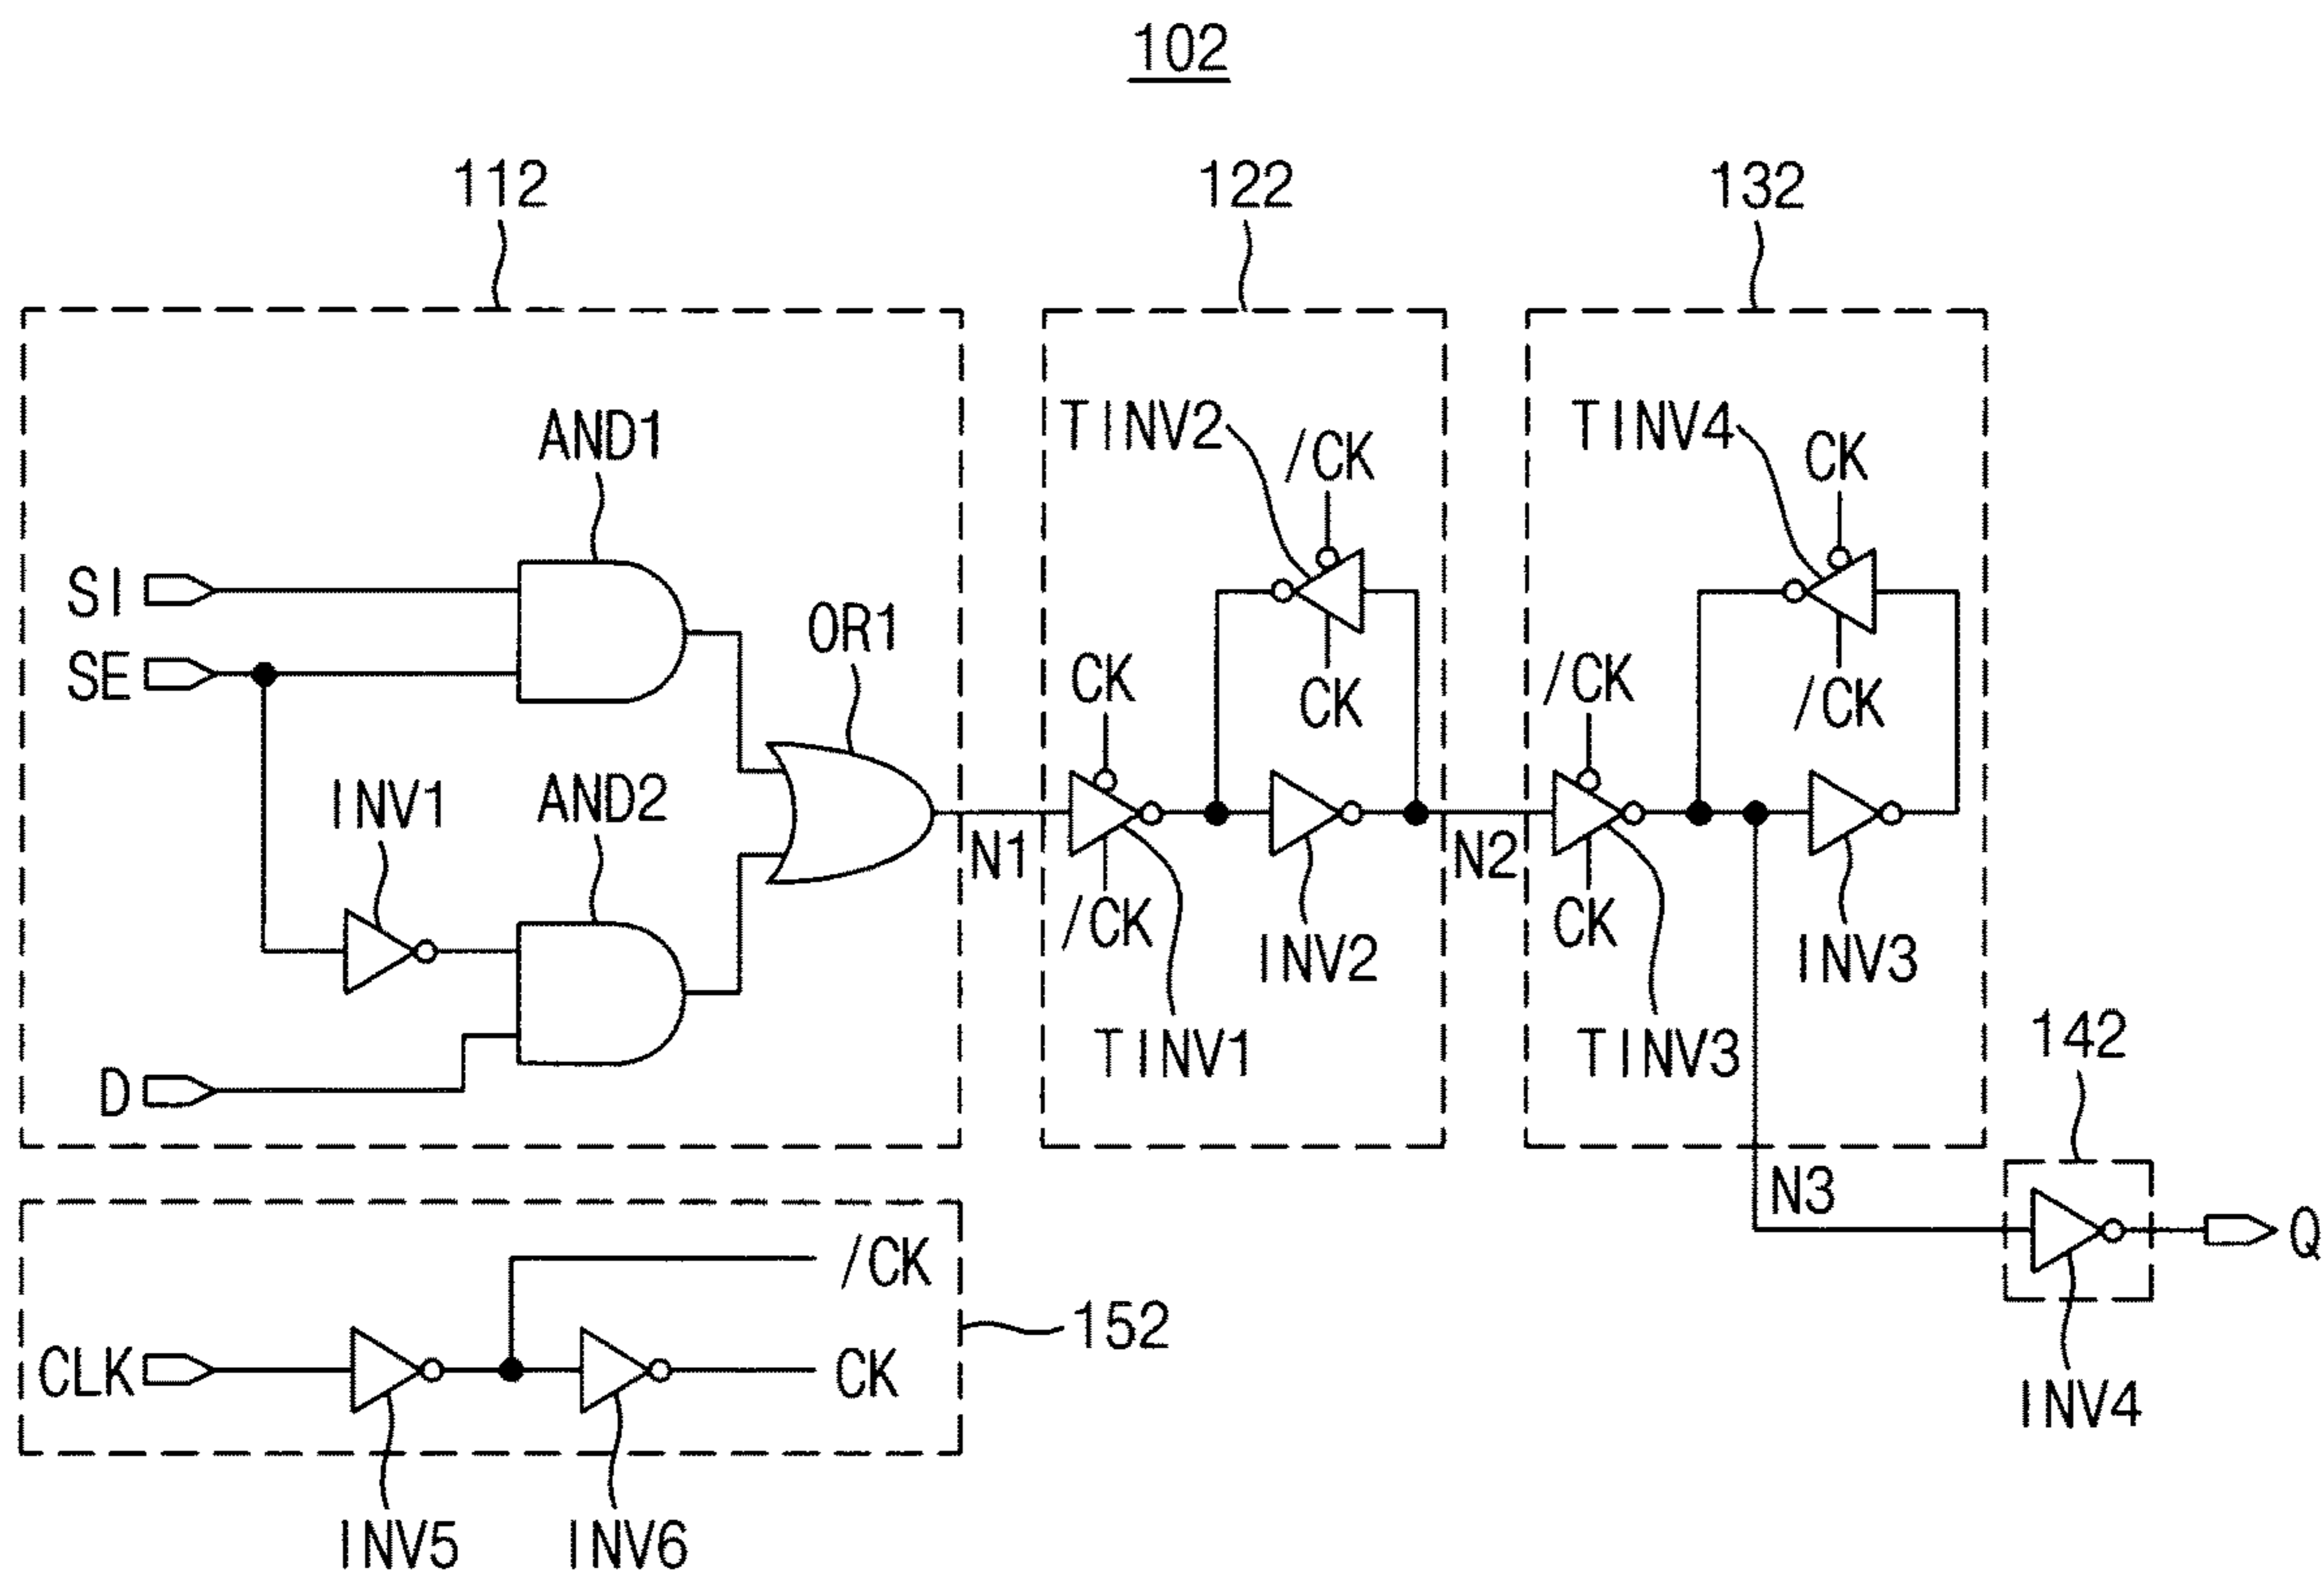 102
112
122
132
AND1
TINV2
/CK
TINV4
CK
SI
SE
OR1
CK
CK
/CK
/CK
INV1
AND2
N1
/CK
INV2
N2
CK
INV3
D
TINV1
TINV3
142
N3
Q
/CK
152
CLK
CK
INV4
INV5
INV6